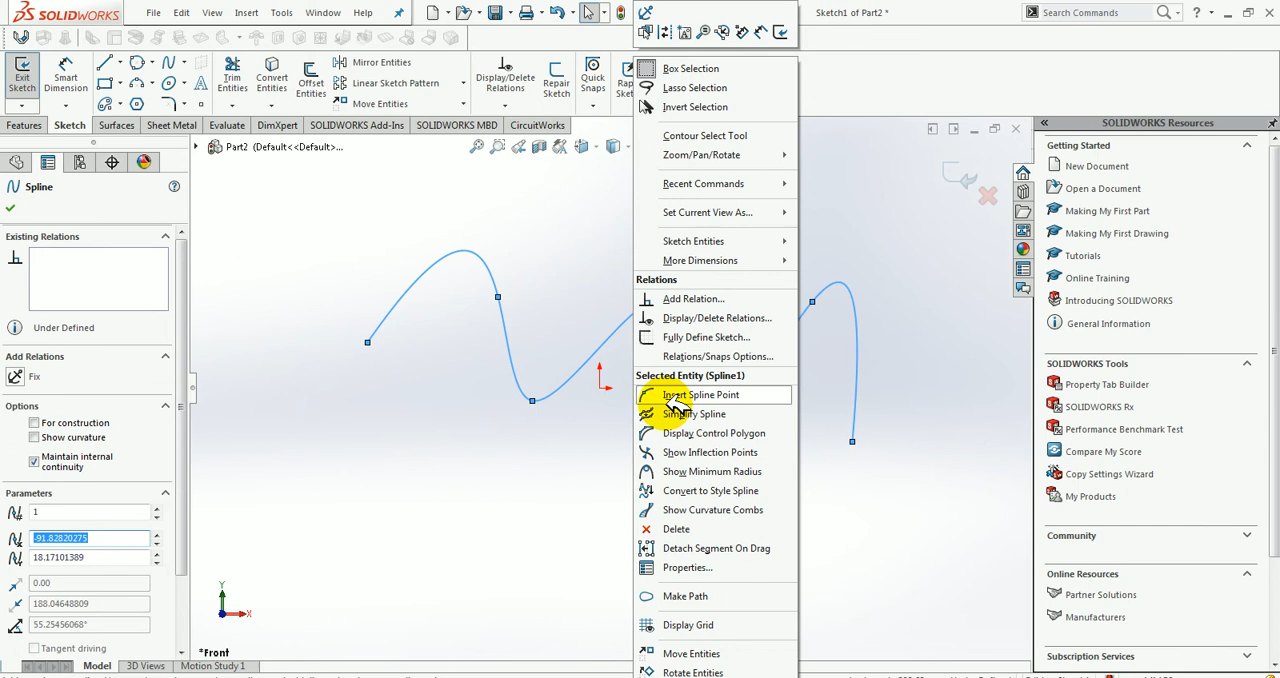 SOLIDWORKS
File
Edit
View
Insert
Tools
Window
Help
Sketch1 of Part2 *
Search Commands
Exit Sketch
Smart Dimension
Trim Entities
Convert Entities
Offset Entities
Mirror Entities
Linear Sketch Pattern
Move Entities
Display/Delete Relations
Repair Sketch
Quick Snaps
Features
Sketch
Surfaces
Sheet Metal
Evaluate
DimXpert
SOLIDWORKS Add-Ins
SOLIDWORKS MBD
CircuitWorks
Part2 (Default<<Default>...
Spline
Existing Relations
Under Defined
Add Relations
Fix
Options
For construction
Show curvature
Maintain internal
continuity
Parameters
1
-91.82820275
18.17101389
0.00
188.04648809
55.25456068°
Tangent driving
Box Selection
Lasso Selection
Invert Selection
Contour Select Tool
Zoom/Pan/Rotate
Recent Commands
Set Current View As...
Sketch Entities
More Dimensions
Relations
Add Relation...
Display/Delete Relations...
Fully Define Sketch...
Relations/Snaps Options...
Selected Entity (Spline1)
Insert Spline Point
Simplify Spline
Display Control Polygon
Show Inflection Points
Show Minimum Radius
Convert to Style Spline
Show Curvature Combs
Delete
Detach Segment On Drag
Properties...
Make Path
Display Grid
Move Entities
Rotate Entities
Y
X
*Front
Model
3D Views
Motion Study 1
SOLIDWORKS Resources
Getting Started
New Document
Open a Document
Making My First Part
Making My First Drawing
Tutorials
Online Training
Introducing SOLIDWORKS
General Information
SOLIDWORKS Tools
Property Tab Builder
SOLIDWORKS Rx
Performance Benchmark Test
Compare My Score
Copy Settings Wizard
My Products
Community
Online Resources
Partner Solutions
Manufacturers
Subscription Services